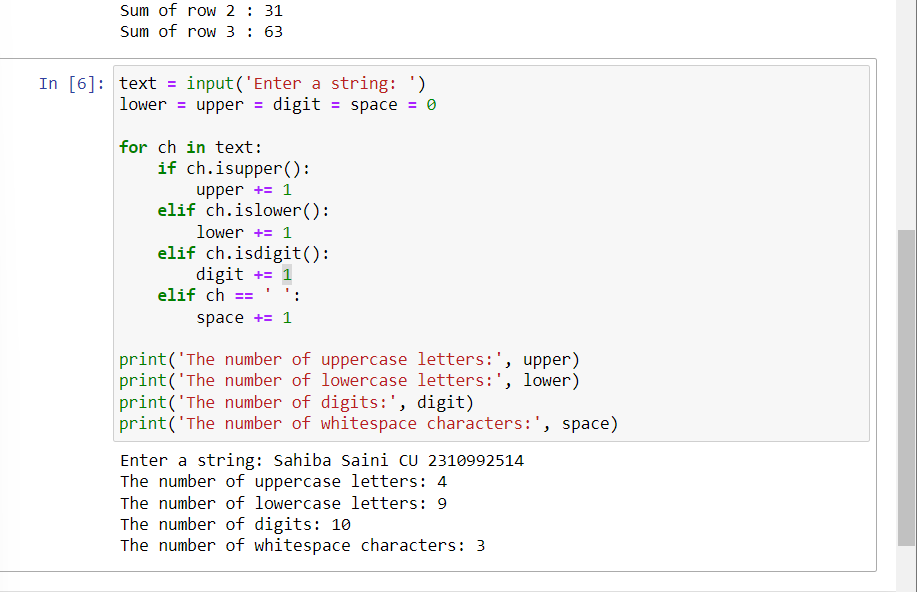 Sum of row 2 : 31
Sum of row 3 : 63
In [6]: text = input('Enter a string: ')
lower = upper = digit = space = 0
for ch in text:
    if ch.isupper():
        upper += 1
    elif ch.islower():
        lower += 1
    elif ch.isdigit():
        digit += 1
    elif ch == ' ':
        space += 1
print('The number of uppercase letters:', upper)
print('The number of lowercase letters:', lower)
print('The number of digits:', digit)
print('The number of whitespace characters:', space)
Enter a string: Sahiba Saini CU 2310992514
The number of uppercase letters: 4
The number of lowercase letters: 9
The number of digits: 10
The number of whitespace characters: 3